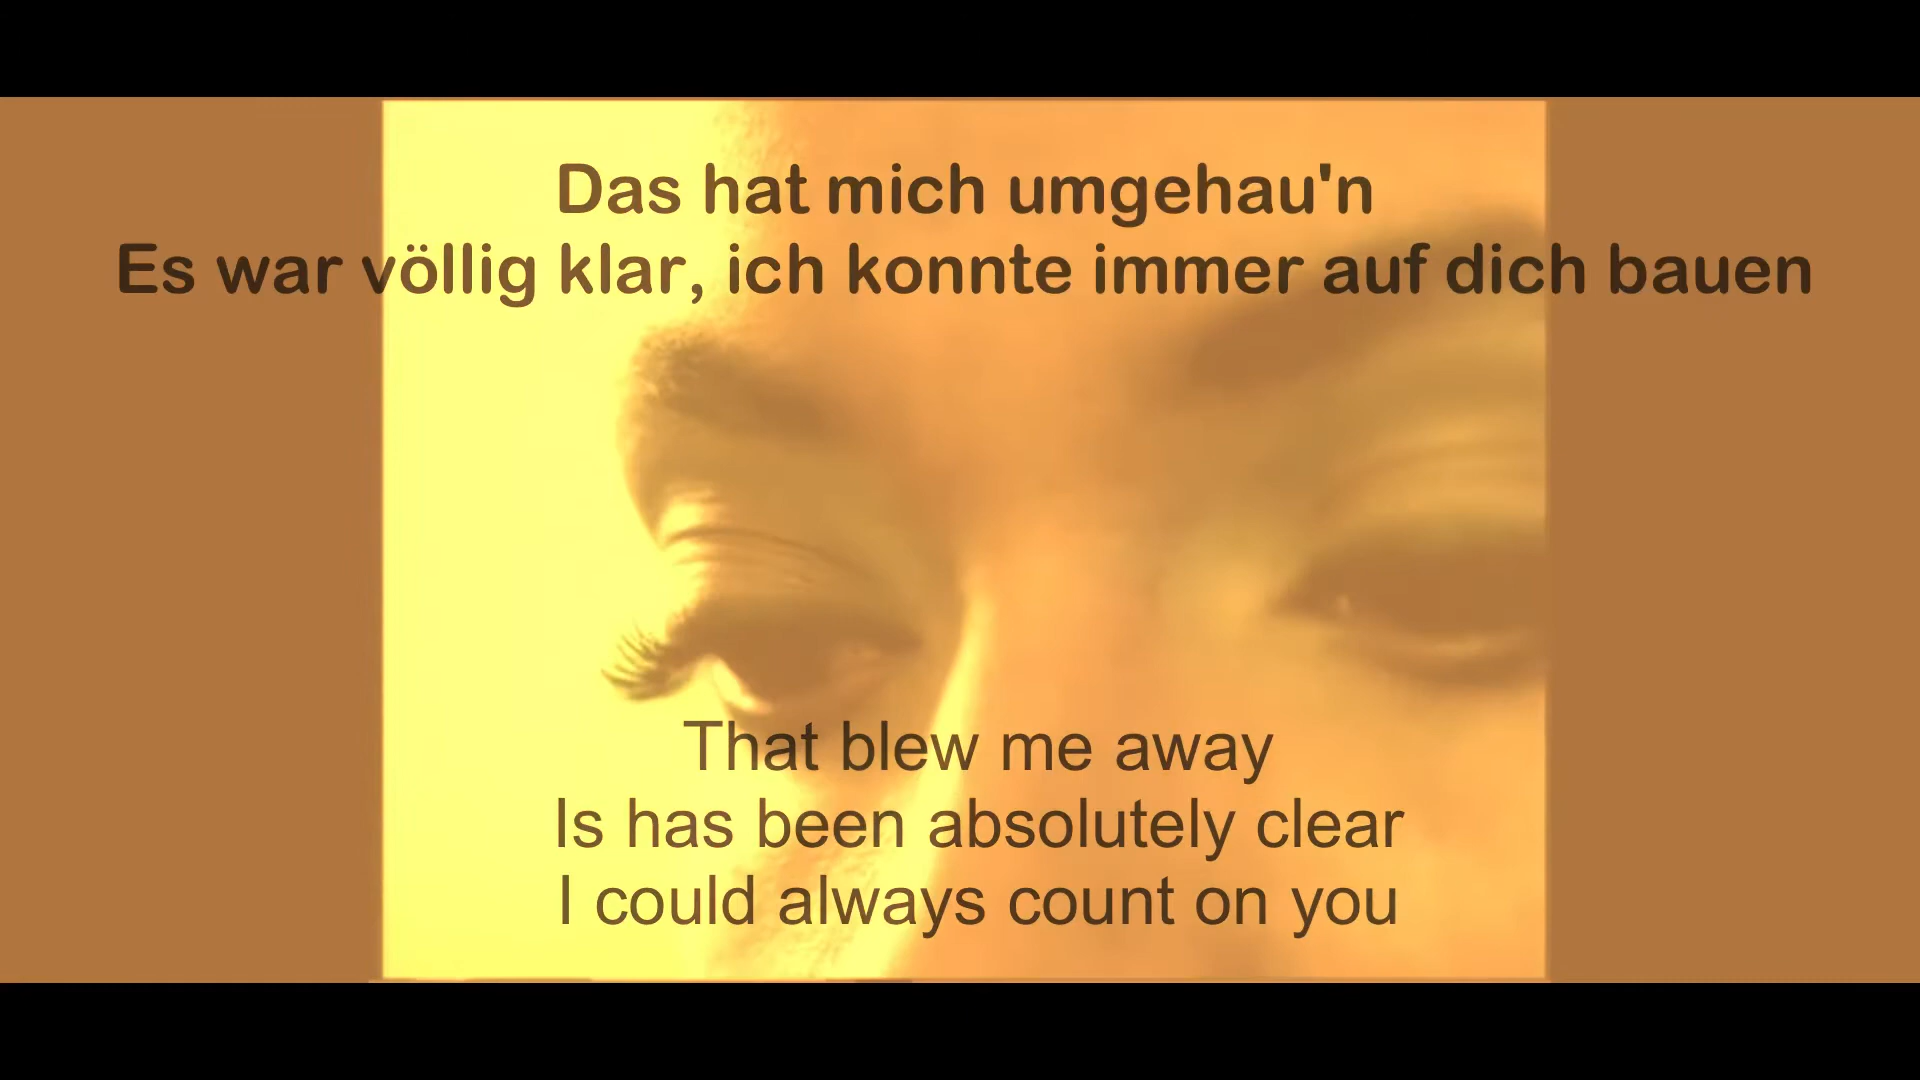 Das hat mich umgehau'n
Es war völlig klar, ich konnte immer auf dich bauen
That blew me away
Is has been absolutely clear
I could always count on you